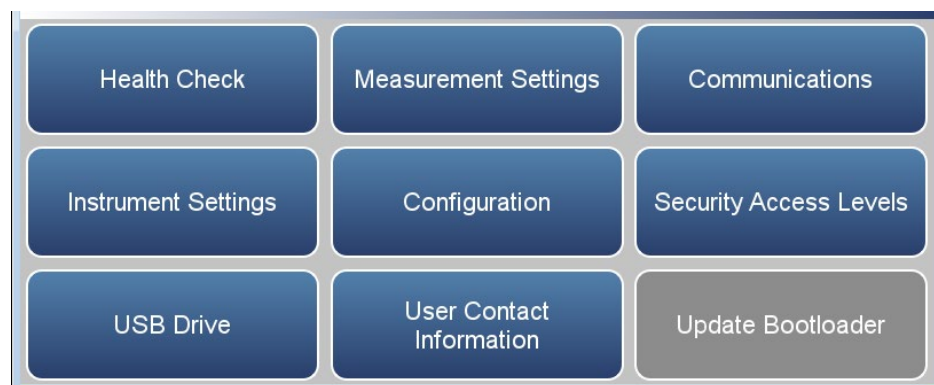 Health Check
Measurement Settings
Communications
Instrument Settings
Configuration
Security Access Levels
USB Drive
User Contact
Information
Update Bootloader